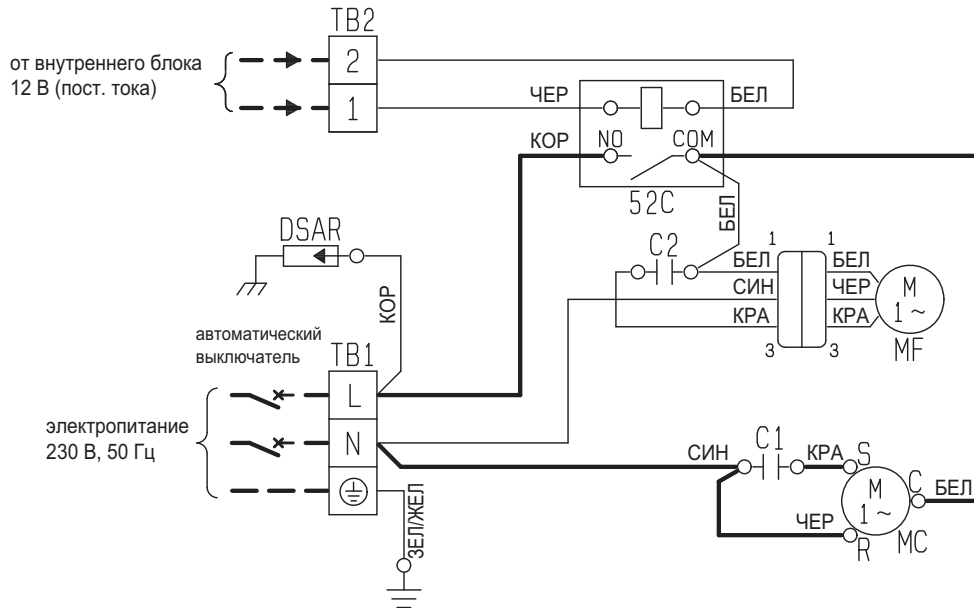 TB2
от внутреннего блока
12 В (пост. тока)
2
1
ЧЕР
БЕЛ
КОР
NO
COM
52C
БЕЛ
DSAR
КОР
C2
БЕЛ
СИН
КРА
1
3
1
3
БЕЛ
ЧЕР
КРА
M
1 ~
MF
автоматический
выключатель
TB1
L
N
электропитание
230 В, 50 Гц
ЗЕЛ/ЖЕЛ
СИН
C1
КРА
S
ЧЕР
R
M
1 ~
C
БЕЛ
MC